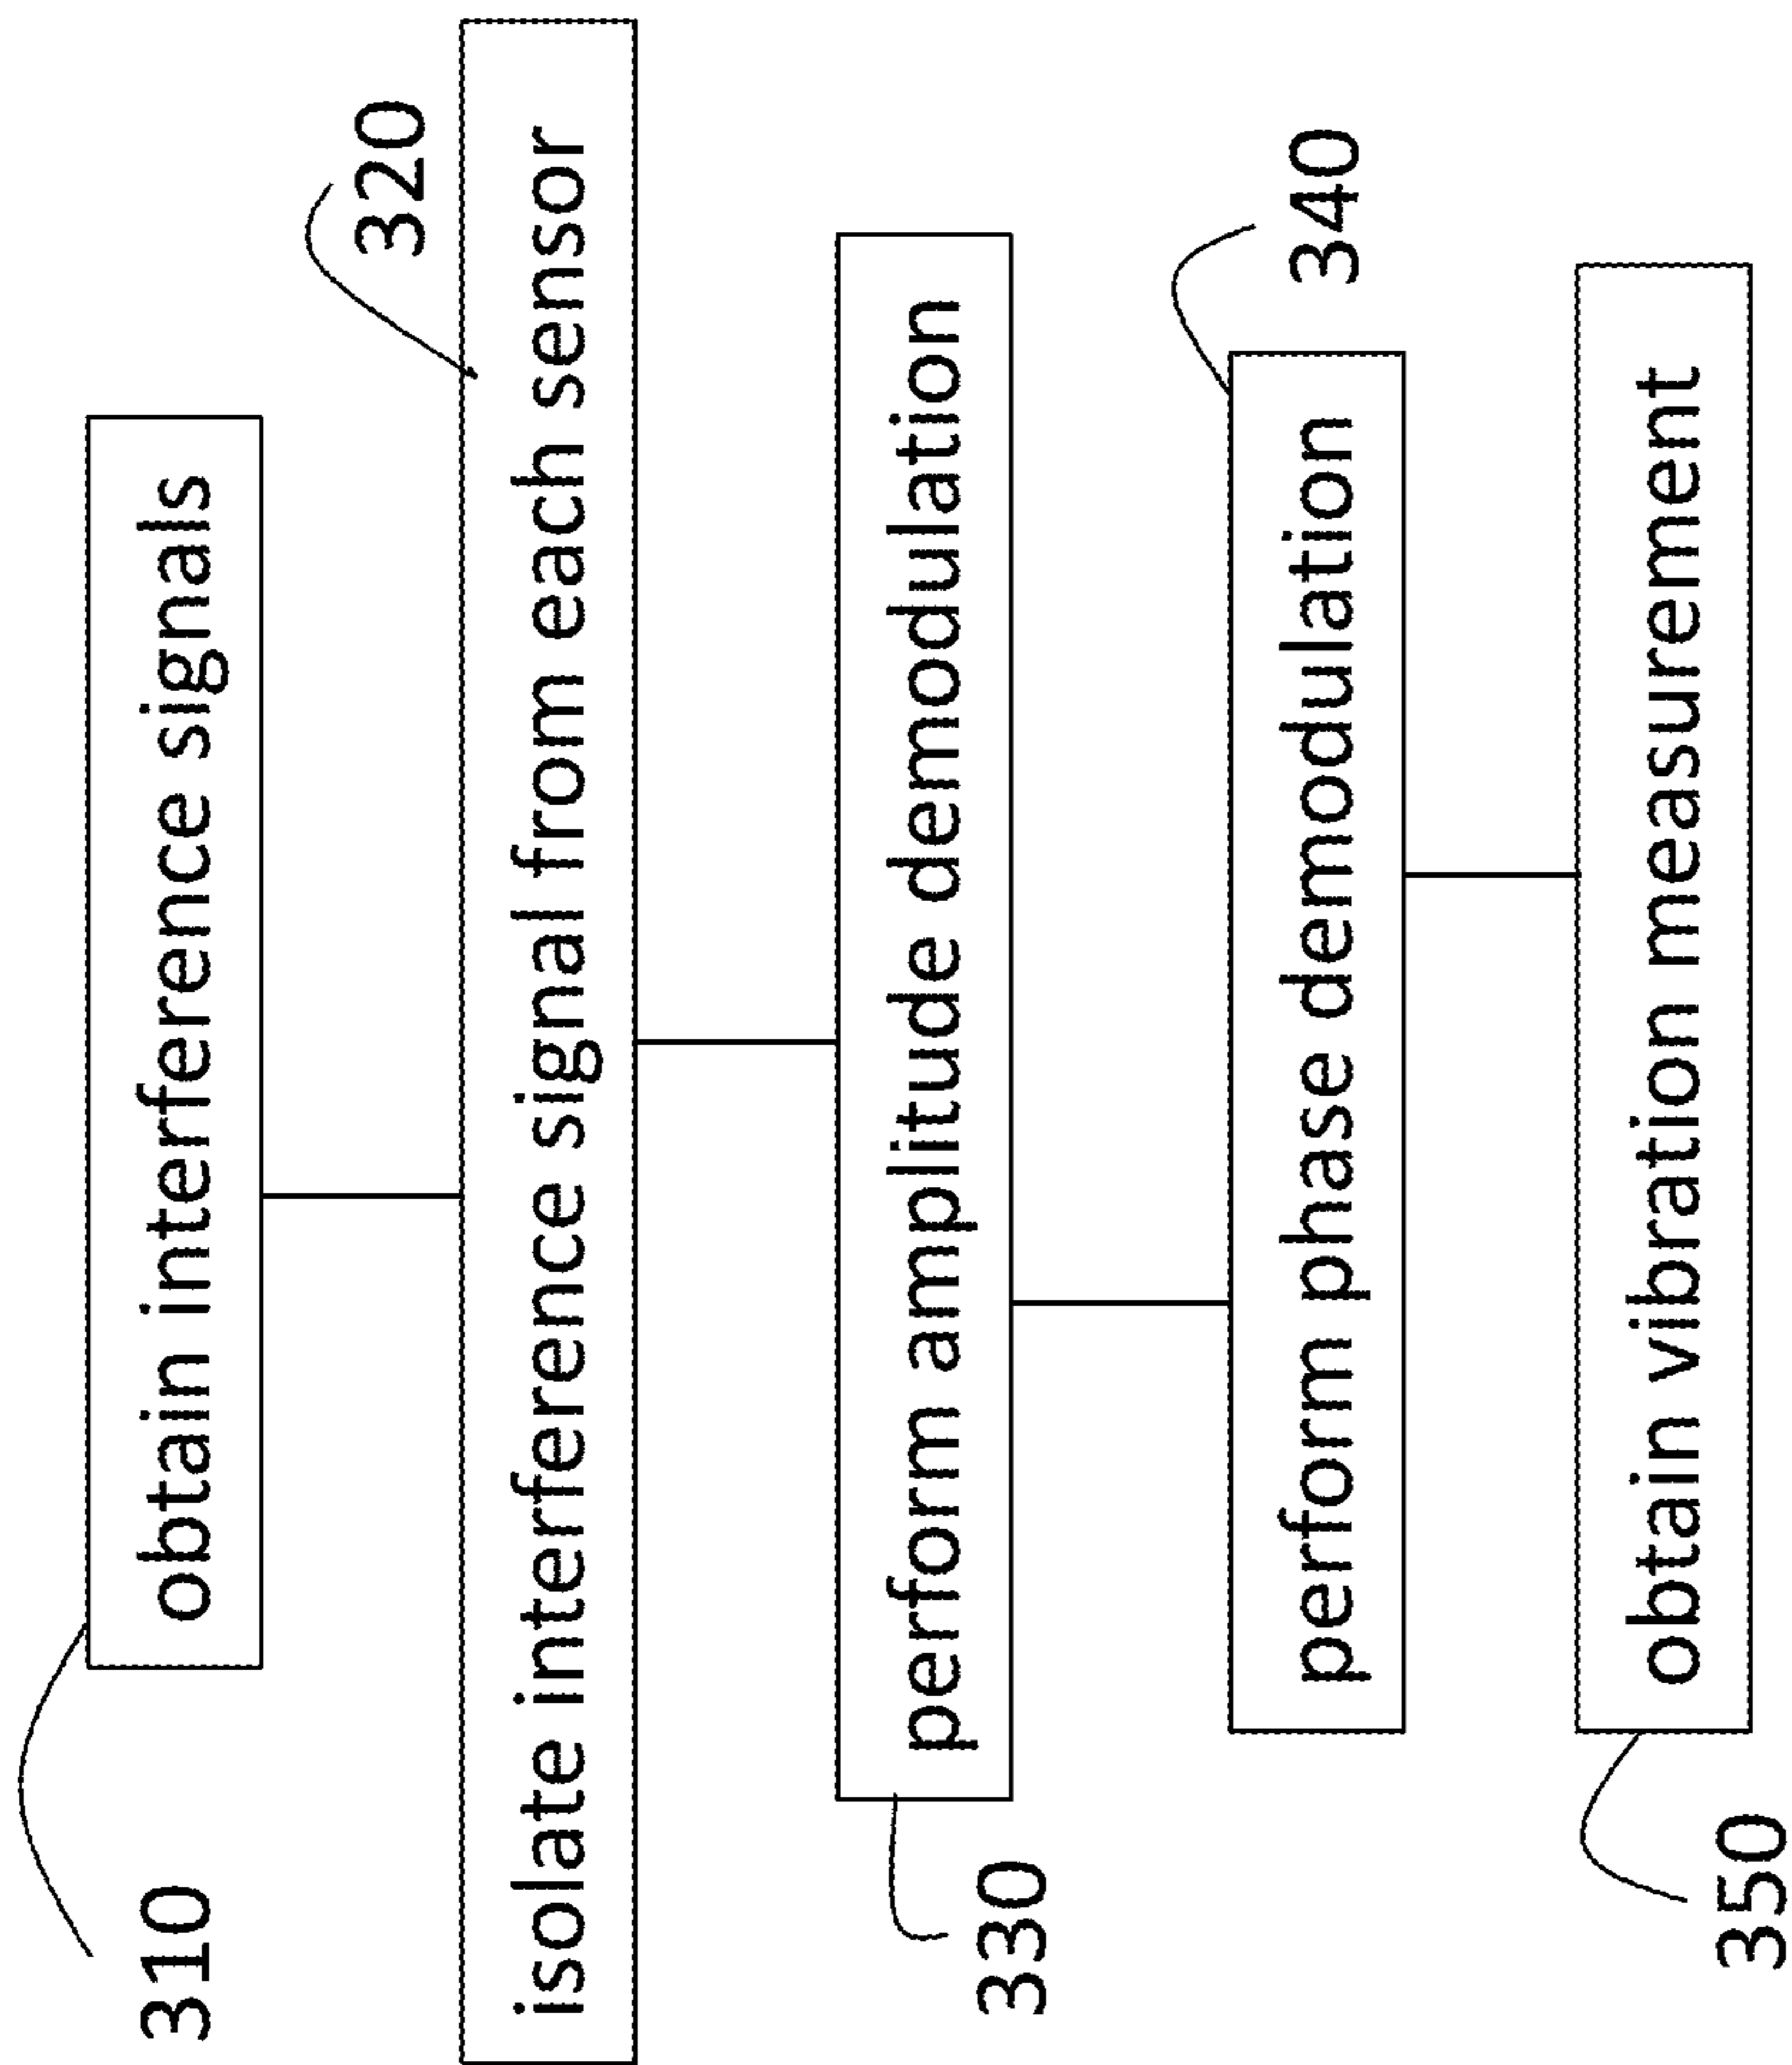 310
obtain interference signals
320
isolate interference signal from each sensor
330
perform amplitude demodulation
340
perform phase demodulation
350
obtain vibration measurement